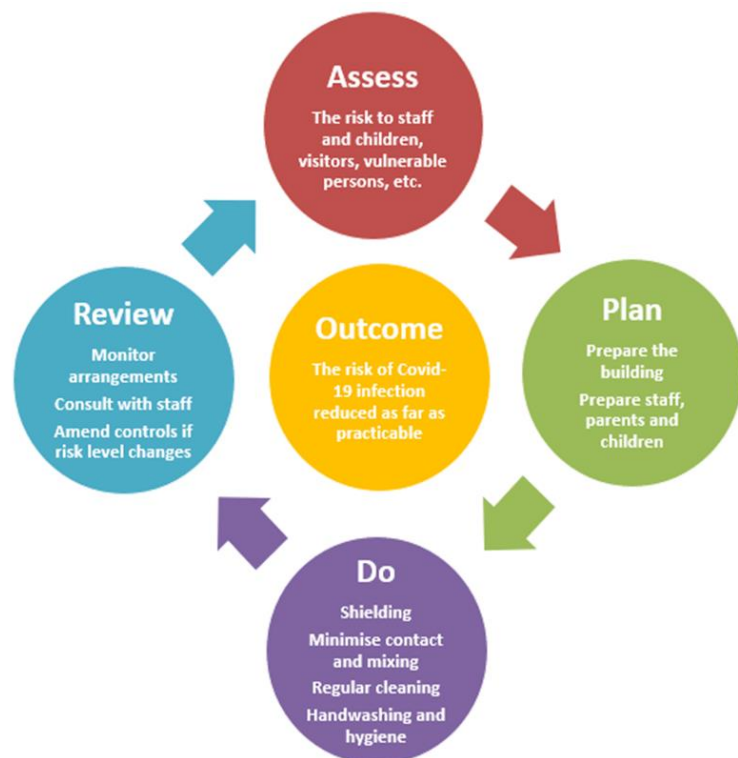 Assess
The risk to staff
and children,
visitors, vulnerable
persons, etc.
Plan
Prepare the
building
Prepare staff,
parents and
children
Do
Shielding
Minimise contact
and mixing
Regular cleaning
Handwashing and
hygiene
Review
Monitor
arrangements
Consult with staff
Amend controls if
risk level changes
Outcome
The risk of Covid-
19 infection
reduced as far as
practicable